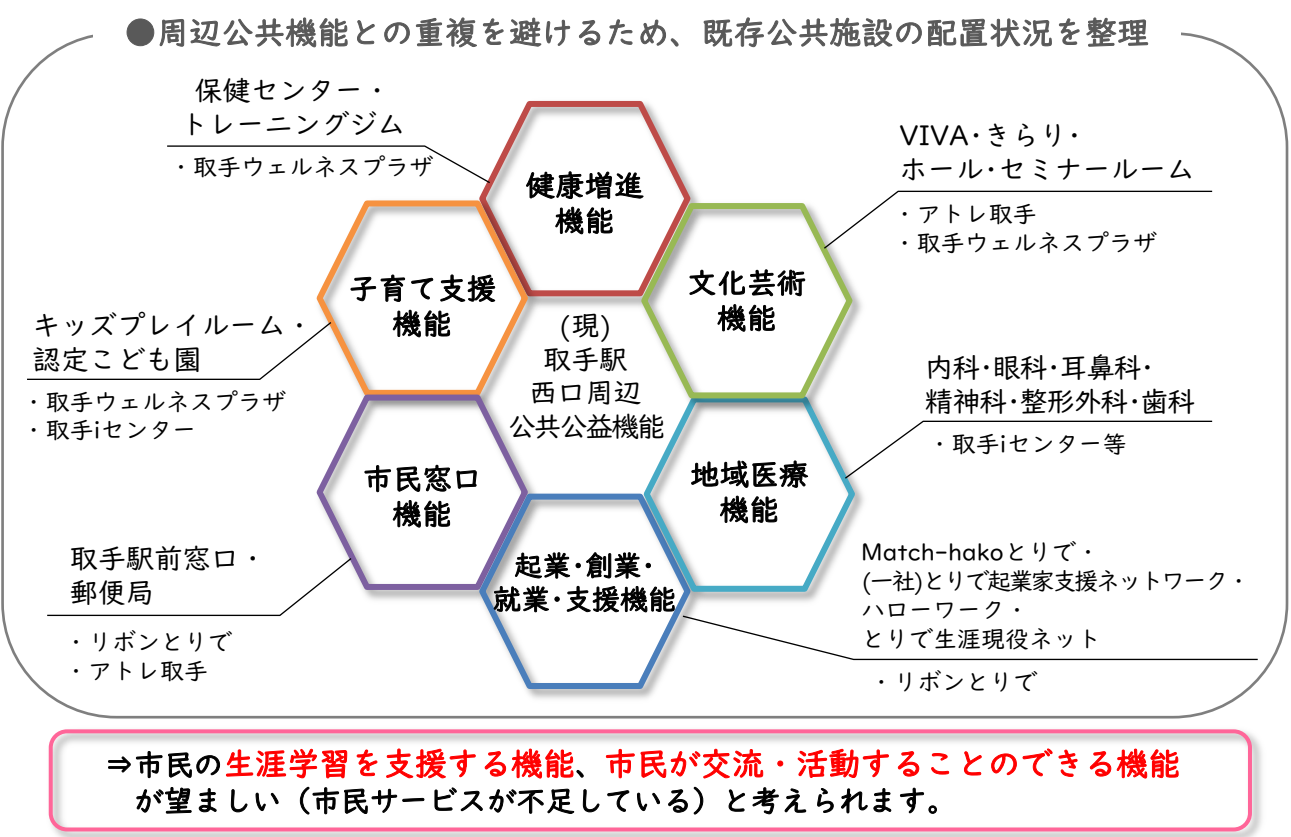 ●周辺公共機能との重複を避けるため、既存公共施設の配置状況を整理
保健センター・
トレーニングジム
・取手ウェルネスプラザ
健康増進
機能
VIVA・きらり・
ホール・セミナールーム
・アトレ取手
・取手ウェルネスプラザ
子育て支援
機能
文化芸術
機能
キッズプレイルーム・
認定こども園
・取手ウェルネスプラザ
・取手iセンター
(現)
取手駅
西口周辺
公共公益機能
内科・眼科・耳鼻科・
精神科・整形外科・歯科
・取手iセンター等
市民窓口
機能
地域医療
機能
取手駅前窓口・
郵便局
・リボンとりで
・アトレ取手
起業・創業・
就業・支援機能
Match-hakoとりで・
(一社)とりで起業家支援ネットワーク・
ハローワーク・
とりで生涯現役ネット
・リボンとりで
⇒市民の生涯学習を支援する機能、市民が交流・活動することのできる機能
が望ましい（市民サービスが不足している）と考えられます。